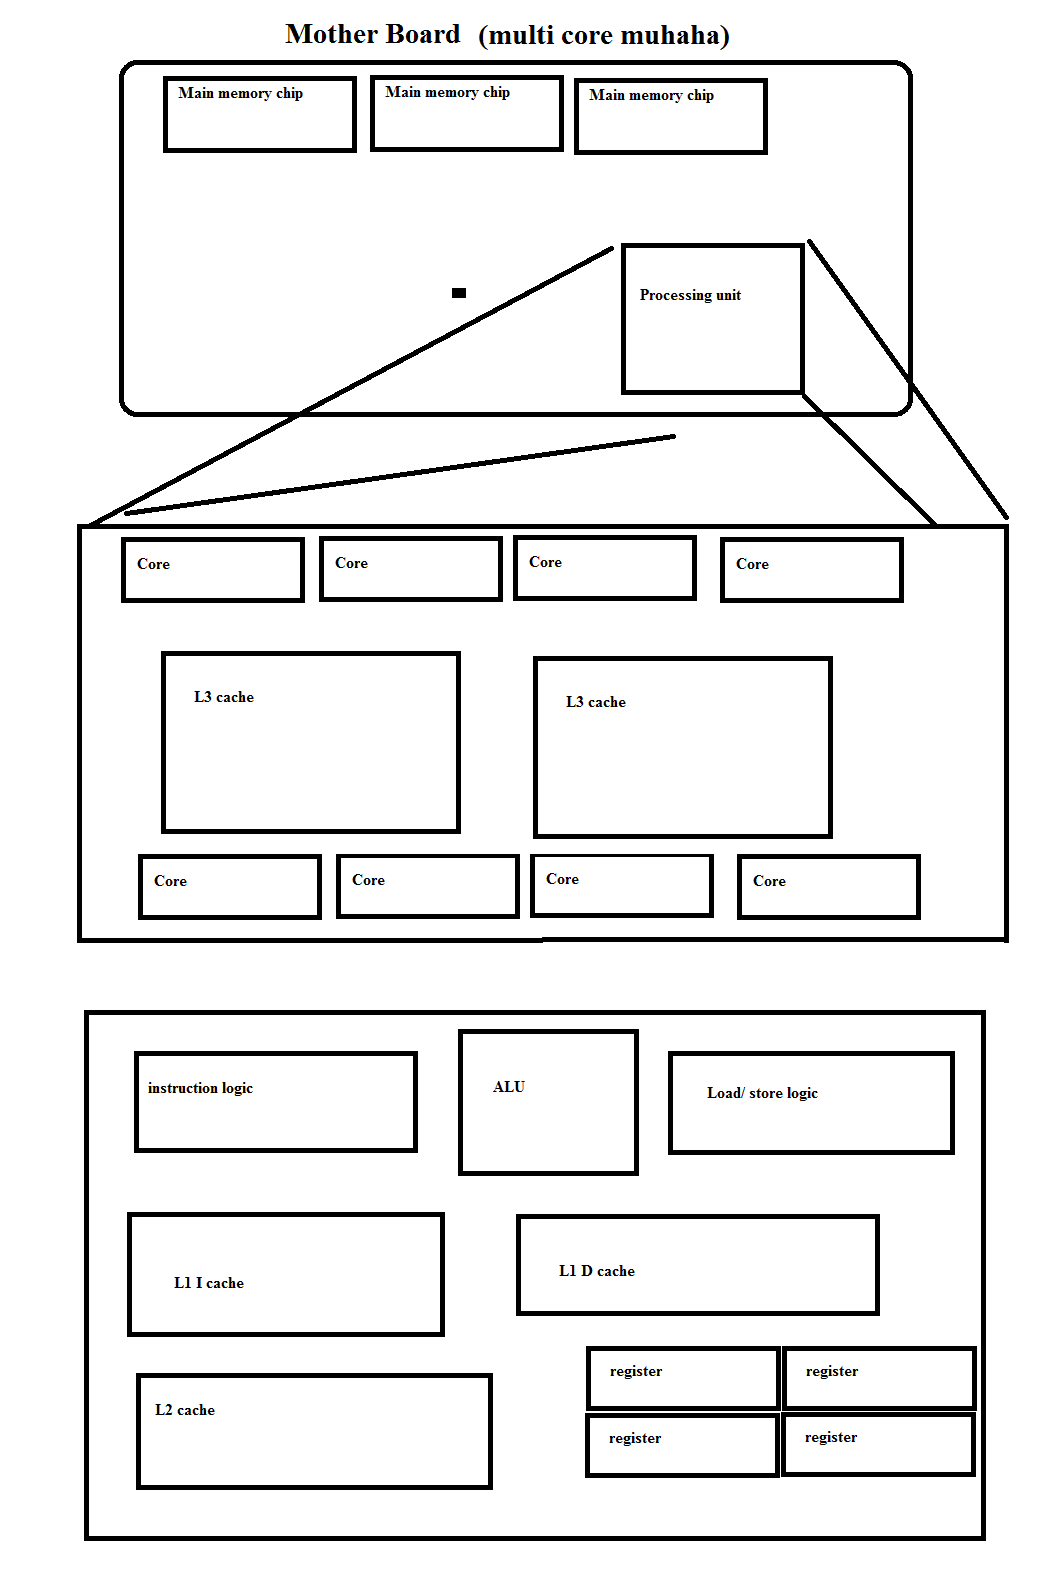 Mother Board (multi core muhaha)
Main memory chip
Main memory chip
Main memory chip
Processing unit
Core
Core
Core
Core
L3 cache
L3 cache
Core
Core
Core
Core
instruction logic
ALU
Load/ store logic
L1 I cache
L1 D cache
L2 cache
register
register
register
register